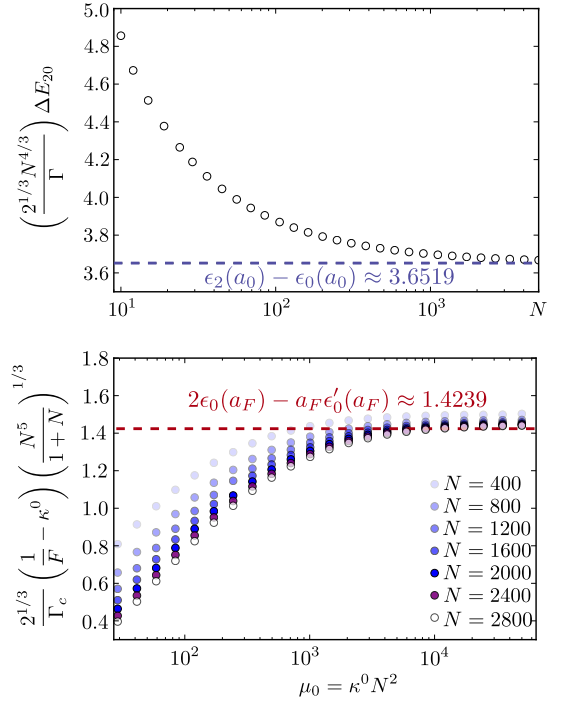 (2^{1/3} N^{4/3} / Γ) ΔE_{20}
5.0
4.8
4.6
4.4
4.2
4.0
3.8
3.6
ϵ_2(a_0) − ϵ_0(a_0) ≈ 3.6519
10^1 10^2 10^3 N
2^{1/3}/Γ_c (1/F − κ^0) (N^5/(1 + N))^{1/3}
1.8
1.6
1.4
1.2
1.0
0.8
0.6
0.4
2ϵ_0(a_F) − a_F ϵ'_0(a_F) ≈ 1.4239
N = 400
N = 800
N = 1200
N = 1600
N = 2000
N = 2400
N = 2800
10^2 10^3 10^4
μ_0 = κ^0 N^2